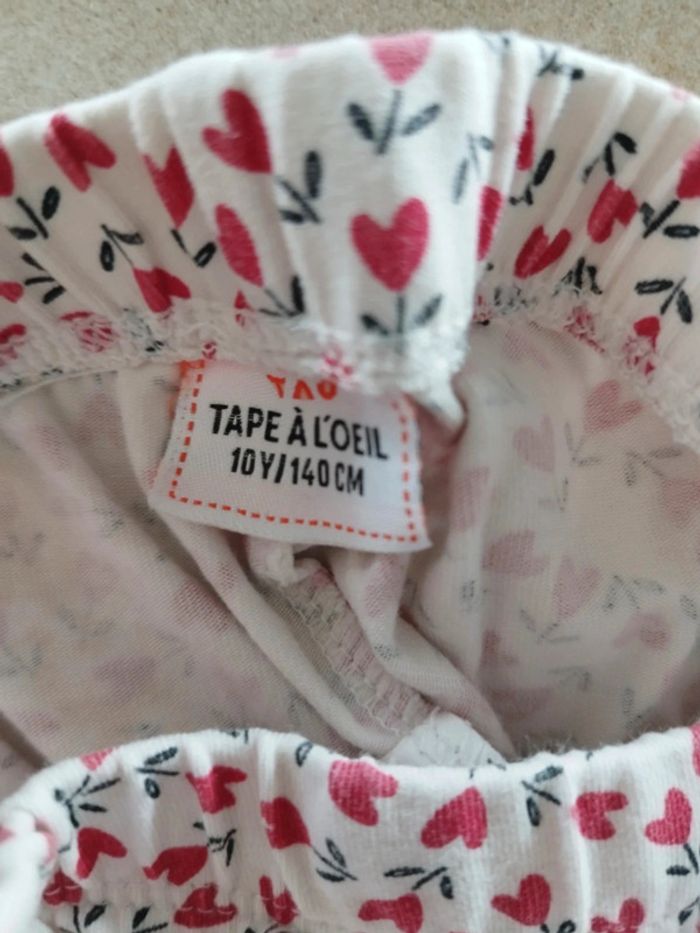 TAPE À L'OEIL
10Y/140CM